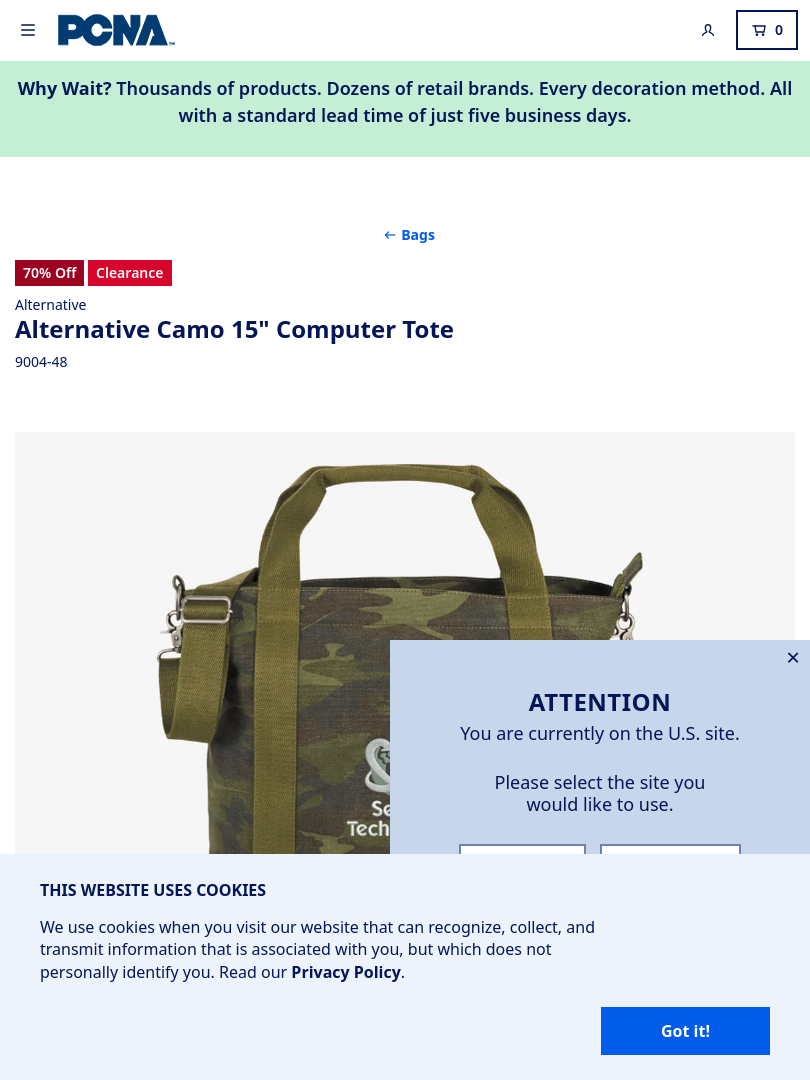 PCNA
0
Why Wait? Thousands of products. Dozens of retail brands. Every decoration method. All
with a standard lead time of just five business days.
← Bags
70% Off
Clearance
Alternative
Alternative Camo 15" Computer Tote
9004-48
ATTENTION
You are currently on the U.S. site.
Please select the site you
would like to use.
THIS WEBSITE USES COOKIES
We use cookies when you visit our website that can recognize, collect, and
transmit information that is associated with you, but which does not
personally identify you. Read our Privacy Policy.
Got it!